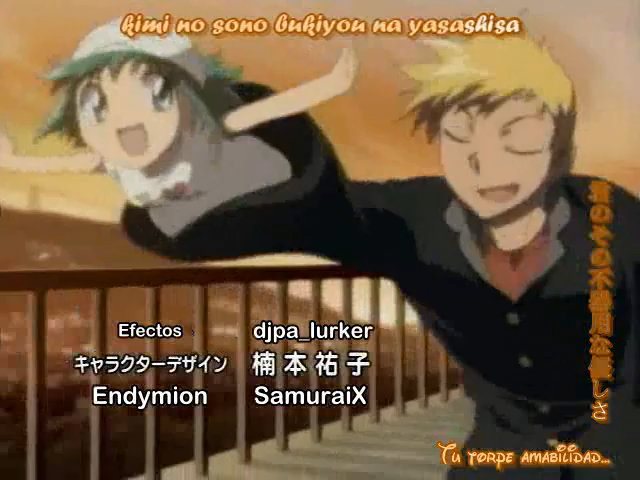 kimi no sono bukiyou na yasashisa
君のその不器用な優しさ
Efectos djpa_lurker
キャラクターデザイン 楠本祐子
Endymion SamuraiX
Tu torpe amabilidad...